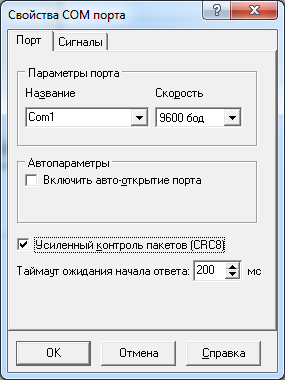 Свойства COM порта
Порт Сигналы
Параметры порта
Название Скорость
Com1 9600 бод
Автопараметры
Включить авто-открытие порта
Усиленный контроль пакетов (CRC8)
Таймаут ожидания начала ответа: 200 мс
OK Отмена Справка